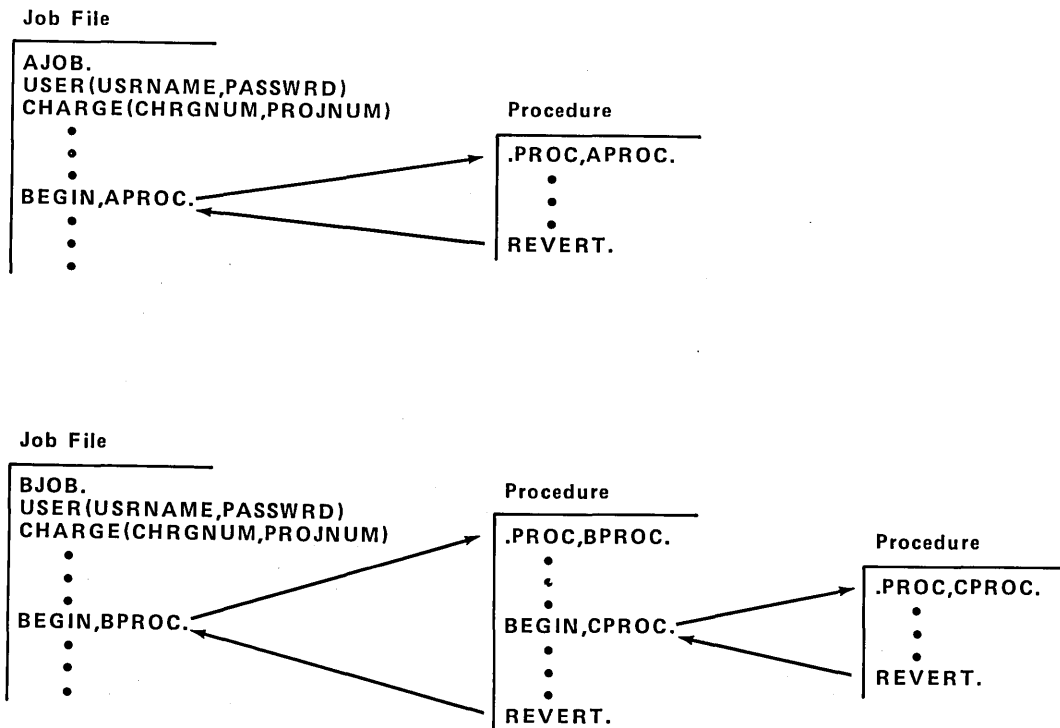 Job File
AJOB.
USER(USRNAME,PASSWRD)
CHARGE(CHRGNUM,PROJNUM)
BEGIN,APROC.
Procedure
.PROC,APROC.
REVERT.
Job File
BJOB.
USER(USRNAME,PASSWRD)
CHARGE(CHRGNUM,PROJNUM)
BEGIN,BPROC.
Procedure
.PROC,BPROC.
BEGIN,CPROC.
REVERT.
Procedure
.PROC,CPROC.
REVERT.